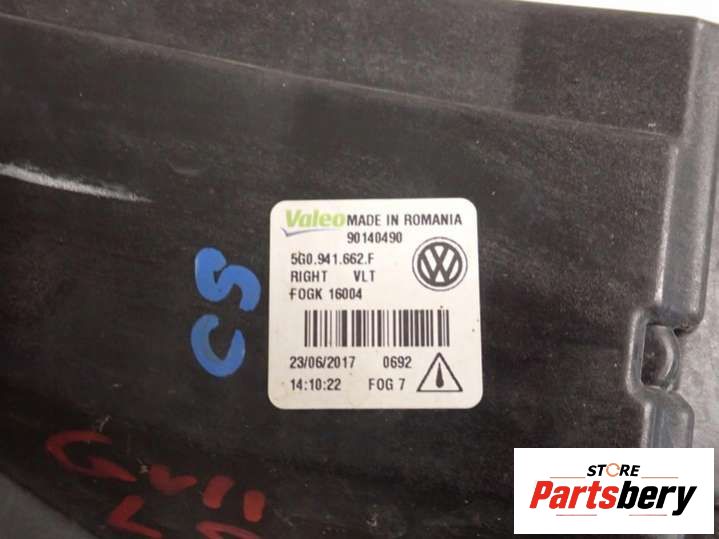 Valeo MADE IN ROMANIA
90140490
5G0.941.662.F
RIGHT VLT
FOGK 16004
23/06/2017 0692
14:10:22 FOG 7
C5
STORE
Partsbery